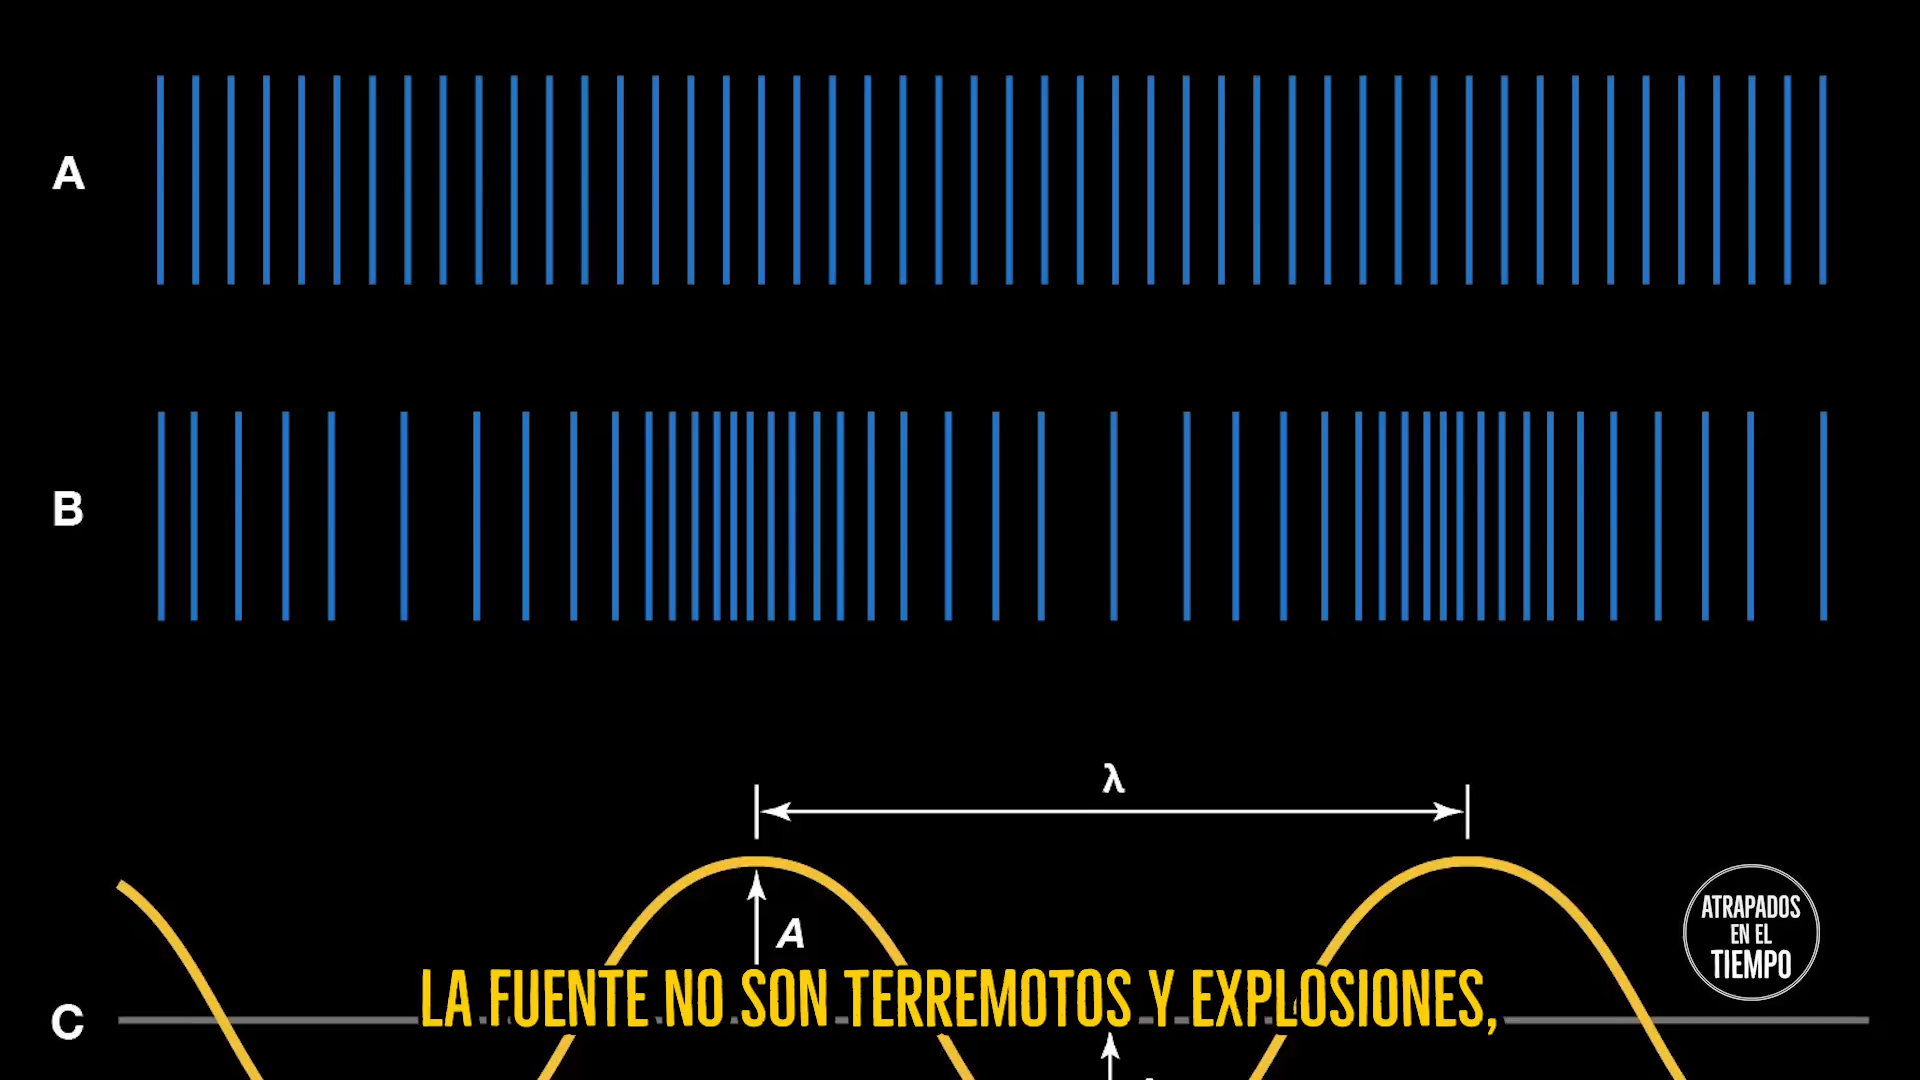 A
B
λ
A
ATRAPADOS
EN EL
TIEMPO
LA FUENTE NO SON TERREMOTOS Y EXPLOSIONES,
C